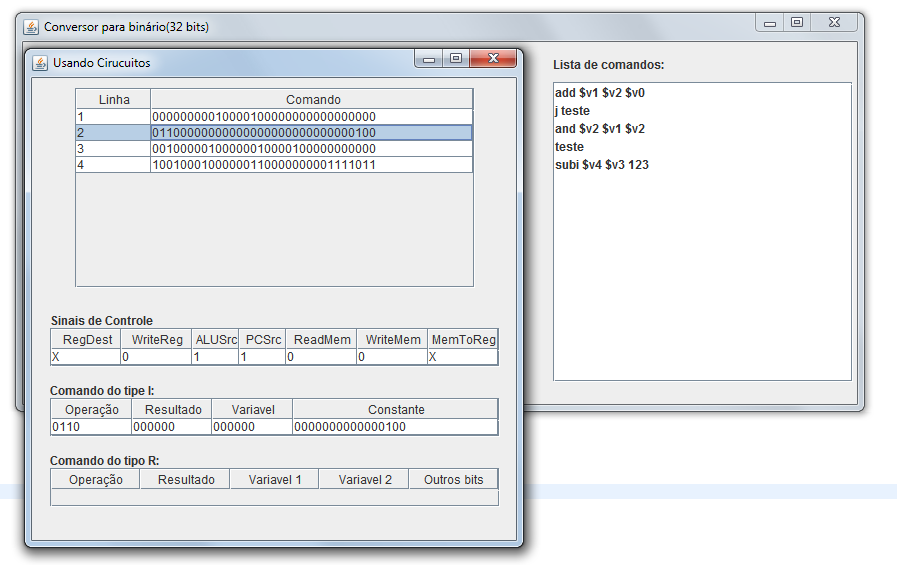 Conversor para binário(32 bits)
Usando Cirucuitos
Lista de comandos:
Linha Comando
1 00000000010000100000000000000000
2 01100000000000000000000000000100
3 00100000100000010000100000000000
4 10010001000000110000000001111011
add $v1 $v2 $v0
j teste
and $v2 $v1 $v2
teste
subi $v4 $v3 123
Sinais de Controle
RegDest WriteReg ALUSrc PCSrc ReadMem WriteMem MemToReg
X 0 1 1 0 0 X
Comando do tipe I:
Operação Resultado Variavel Constante
0110 000000 000000 0000000000000100
Comando do tipo R:
Operação Resultado Variavel 1 Variavel 2 Outros bits